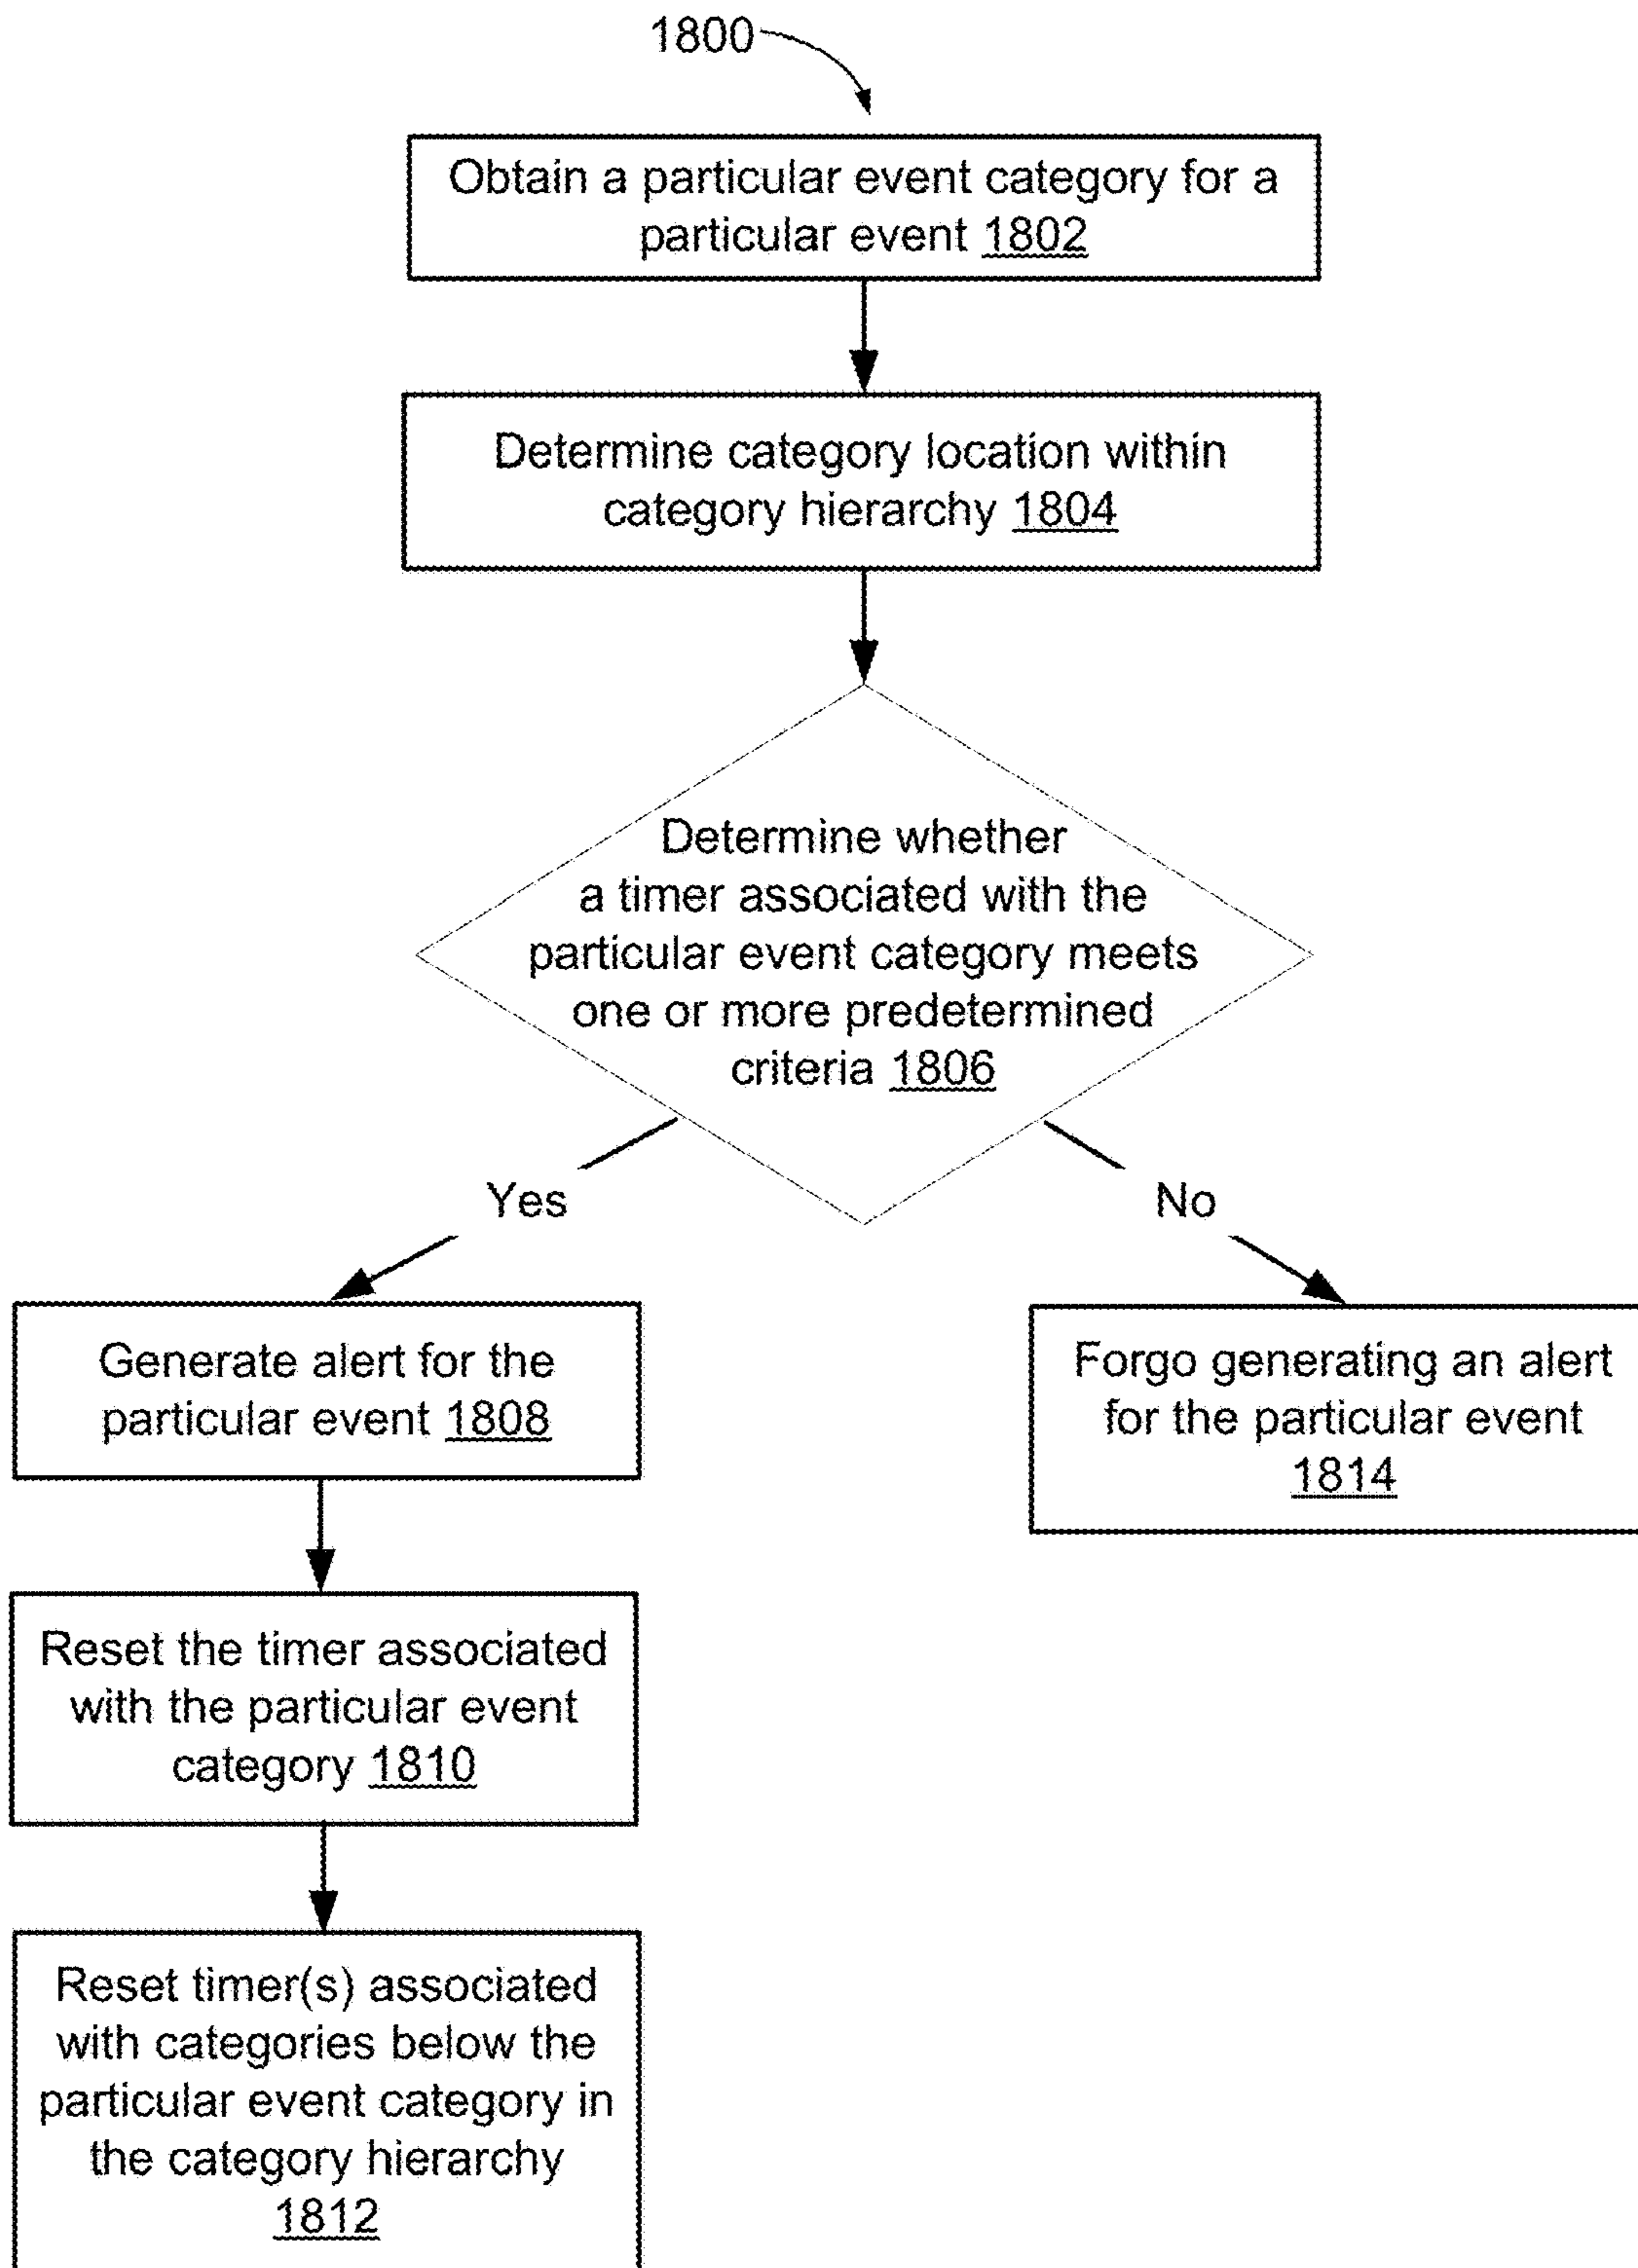 1800
Obtain a particular event category for a
particular event 1802
Determine category location within
category hierarchy 1804
Determine whether
a timer associated with the
particular event category meets
one or more predetermined
criteria 1806
Yes
No
Generate alert for the
particular event 1808
Forgo generating an alert
for the particular event
1814
Reset the timer associated
with the particular event
category 1810
Reset timer(s) associated
with categories below the
particular event category in
the category hierarchy
1812